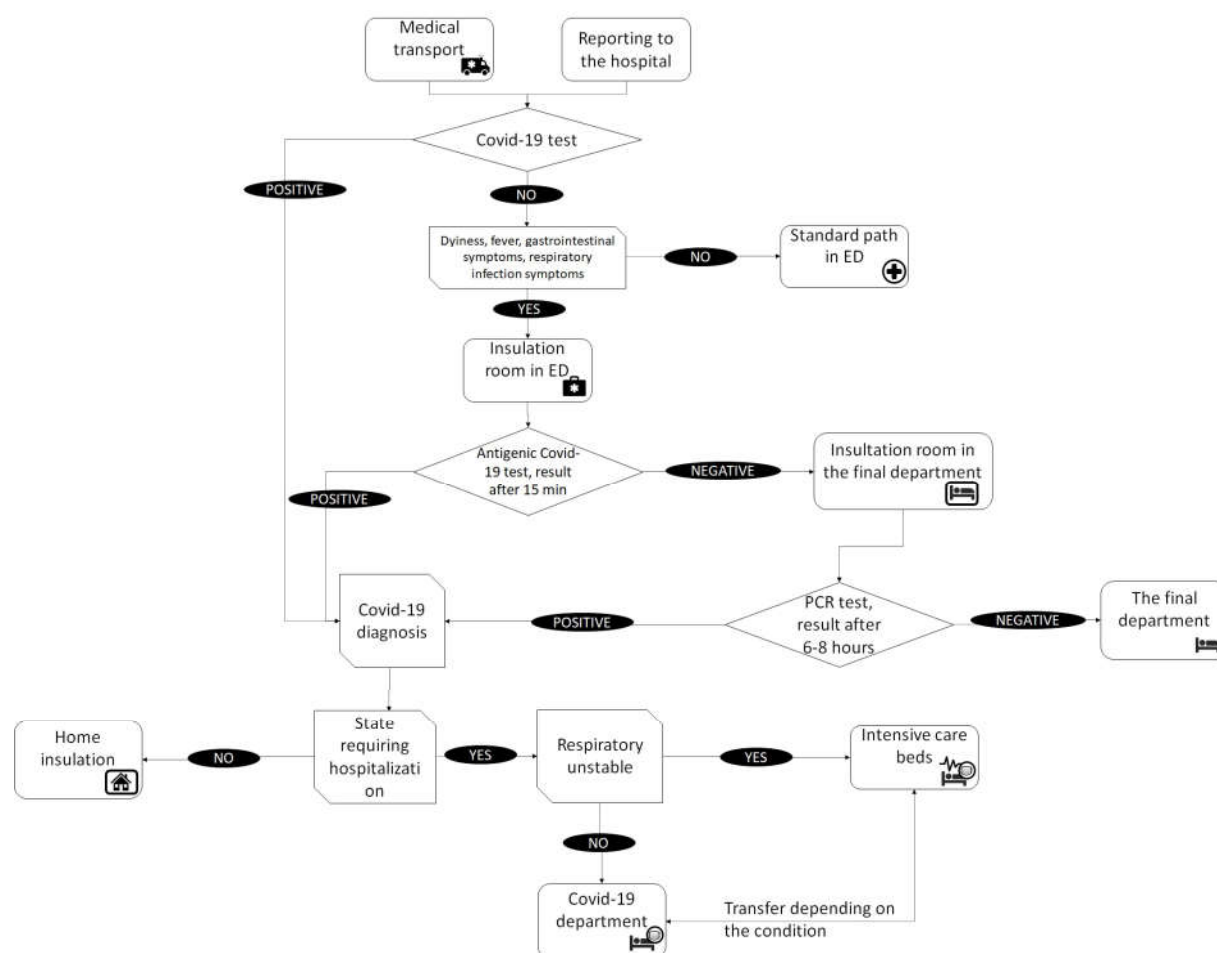 Medical
transport
Reporting to
the hospital
Covid-19 test
POSITIVE
NO
Dyiness, fever, gastrointestinal
symptoms, respiratory
infection symptoms
NO
Standard path
in ED
YES
Insulation
room in ED
Antigenic Covid-
19 test, result
after 15 min
NEGATIVE
Insultation room in
the final department
POSITIVE
Covid-19
diagnosis
POSITIVE
PCR test,
result after
6-8 hours
NEGATIVE
The final
department
Home
insulation
NO
State
requiring
hospitalizati
on
YES
Respiratory
unstable
YES
Intensive care
beds
NO
Covid-19
department
Transfer depending on
the condition